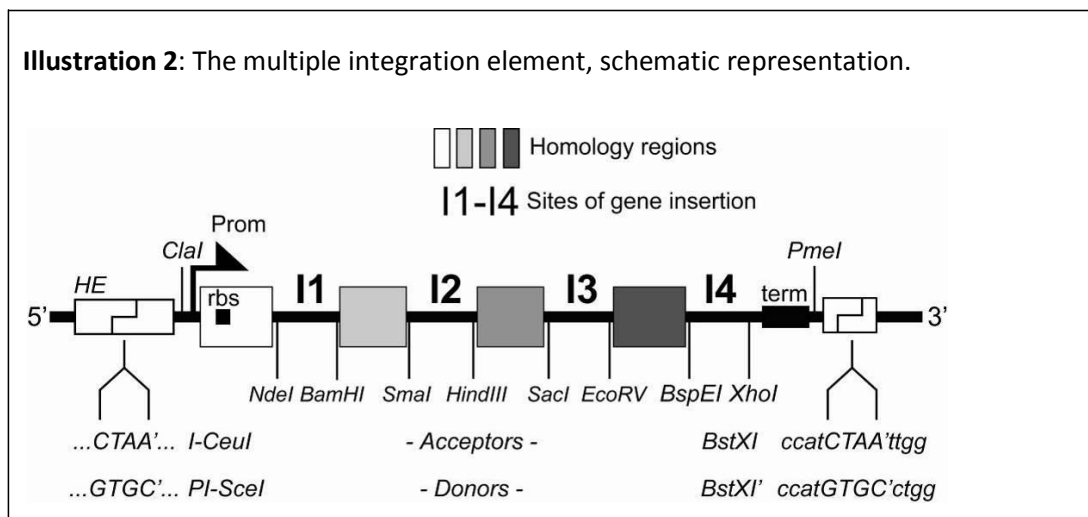 Illustration 2: The multiple integration element, schematic representation.
Homology regions
I1-I4 Sites of gene insertion
Prom
ClaI
PmeI
HE
rbs
I1
I2
I3
I4
term
5’
3’
NdeI BamHI SmaI HindIII SacI EcoRV BspEI XhoI
...CTAA’... I-CeuI - Acceptors - BstXI ccatCTAA’ttgg
...GTGC’... PI-SceI - Donors - BstXI’ ccatGTGC’ctgg